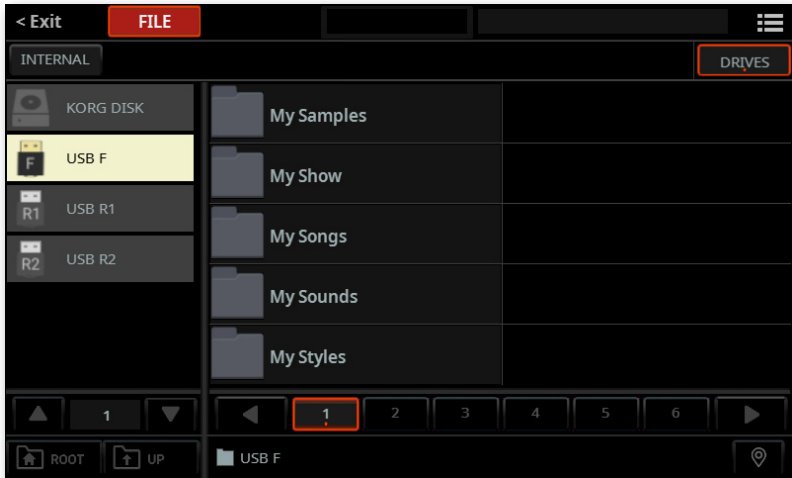 < Exit FILE
INTERNAL DRIVES
KORG DISK
F USB F
R1 USB R1
R2 USB R2
My Samples
My Show
My Songs
My Sounds
My Styles
1
1 2 3 4 5 6
ROOT UP
USB F